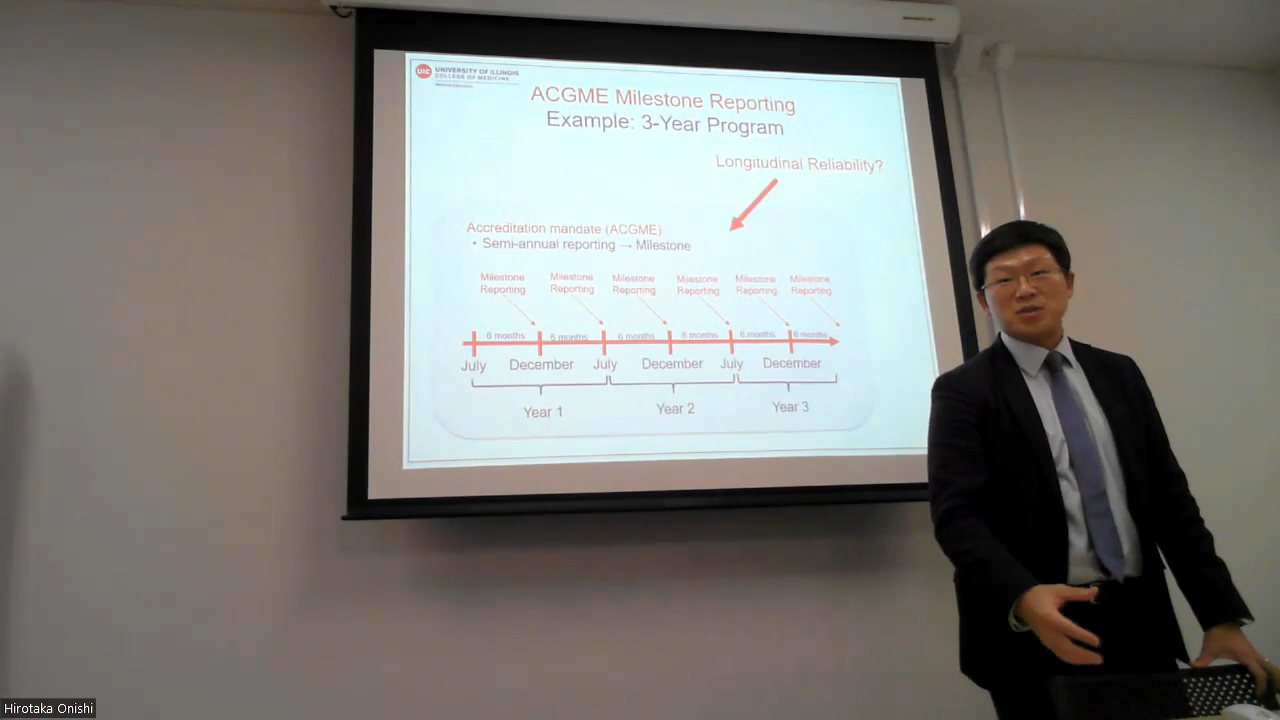 UIC
UNIVERSITY OF ILLINOIS
COLLEGE OF MEDICINE
ACGME Milestone Reporting
Example: 3-Year Program
Longitudinal Reliability?
Accreditation mandate (ACGME)
• Semi-annual reporting → Milestone
Milestone Milestone Milestone Milestone Milestone Milestone
Reporting Reporting Reporting Reporting Reporting Reporting
6 months 6 months 6 months 6 months 6 months 6 months
July December July December July December
Year 1 Year 2 Year 3
Hirotaka Onishi